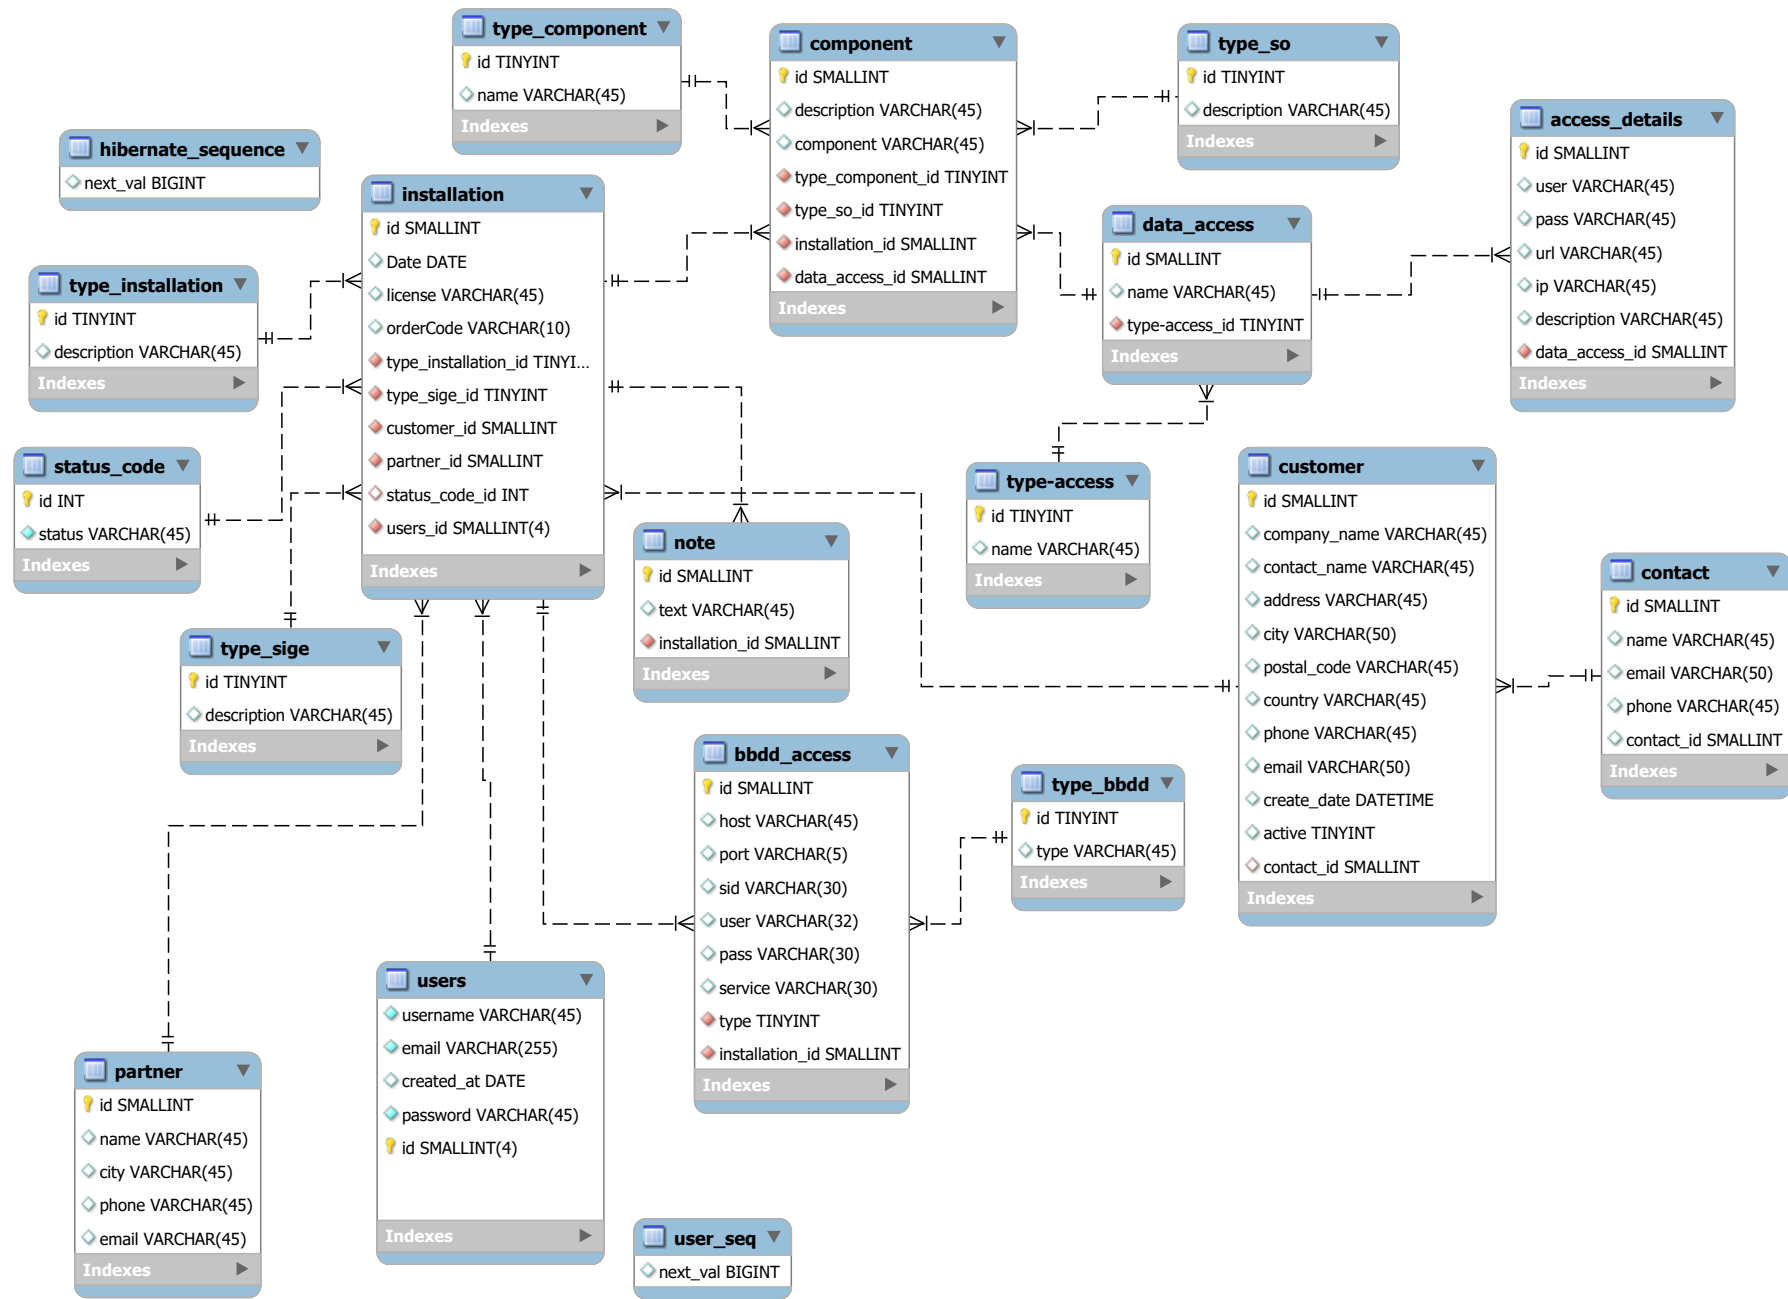 type_component
id TINYINT
name VARCHAR(45)
Indexes
component
id SMALLINT
description VARCHAR(45)
component VARCHAR(45)
type_component_id TINYINT
type_so_id TINYINT
installation_id SMALLINT
data_access_id SMALLINT
Indexes
type_so
id TINYINT
description VARCHAR(45)
Indexes
access_details
id SMALLINT
user VARCHAR(45)
pass VARCHAR(45)
url VARCHAR(45)
ip VARCHAR(45)
description VARCHAR(45)
data_access_id SMALLINT
Indexes
hibernate_sequence
next_val BIGINT
installation
id SMALLINT
Date DATE
license VARCHAR(45)
orderCode VARCHAR(10)
type_installation_id TINYI...
type_sige_id TINYINT
customer_id SMALLINT
partner_id SMALLINT
status_code_id INT
users_id SMALLINT(4)
Indexes
data_access
id SMALLINT
name VARCHAR(45)
type-access_id TINYINT
Indexes
type_installation
id TINYINT
description VARCHAR(45)
Indexes
status_code
id INT
status VARCHAR(45)
Indexes
type-access
id TINYINT
name VARCHAR(45)
Indexes
customer
id SMALLINT
company_name VARCHAR(45)
contact_name VARCHAR(45)
address VARCHAR(45)
city VARCHAR(50)
postal_code VARCHAR(45)
country VARCHAR(45)
phone VARCHAR(45)
email VARCHAR(50)
create_date DATETIME
active TINYINT
contact_id SMALLINT
Indexes
note
id SMALLINT
text VARCHAR(45)
installation_id SMALLINT
Indexes
contact
id SMALLINT
name VARCHAR(45)
email VARCHAR(50)
phone VARCHAR(45)
contact_id SMALLINT
Indexes
type_sige
id TINYINT
description VARCHAR(45)
Indexes
bbdd_access
id SMALLINT
host VARCHAR(45)
port VARCHAR(5)
sid VARCHAR(30)
user VARCHAR(32)
pass VARCHAR(30)
service VARCHAR(30)
type TINYINT
installation_id SMALLINT
Indexes
type_bbdd
id TINYINT
type VARCHAR(45)
Indexes
users
username VARCHAR(45)
email VARCHAR(255)
created_at DATE
password VARCHAR(45)
id SMALLINT(4)
Indexes
partner
id SMALLINT
name VARCHAR(45)
city VARCHAR(45)
phone VARCHAR(45)
email VARCHAR(45)
Indexes
user_seq
next_val BIGINT